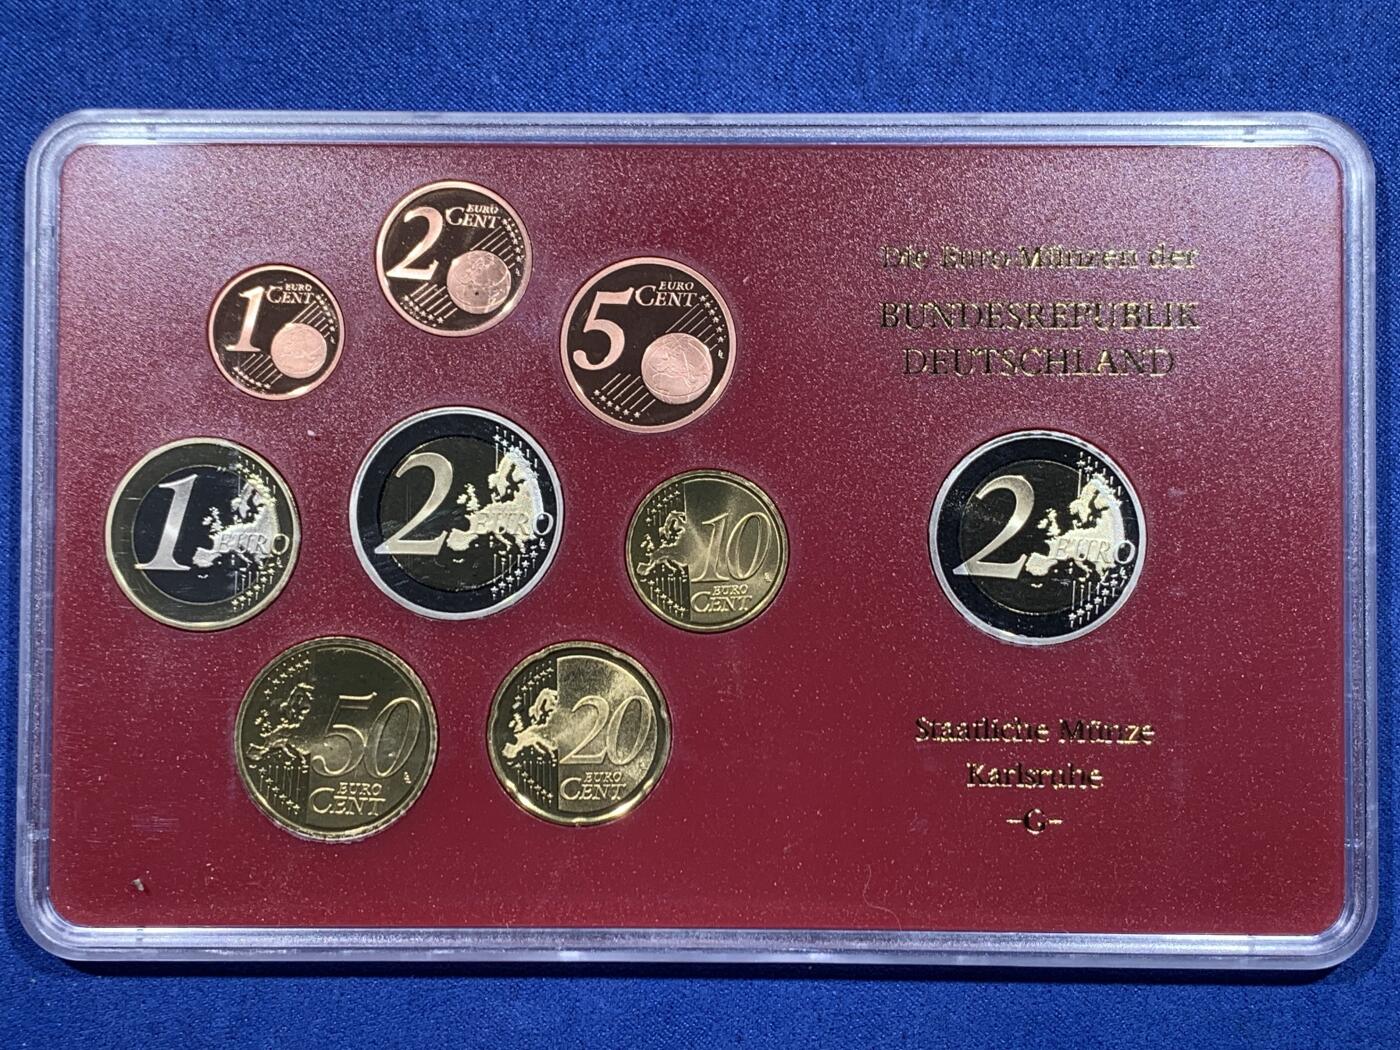 2 EURO
CENT
1 EURO
CENT
5 EURO
CENT
Die Euro-Münzen der
BUNDESREPUBLIK
DEUTSCHLAND
1 EURO
2 EURO
10 EURO
CENT
2 EURO
50 EURO
CENT
20 EURO
CENT
Staatliche Münze
Karlsruhe
-G-